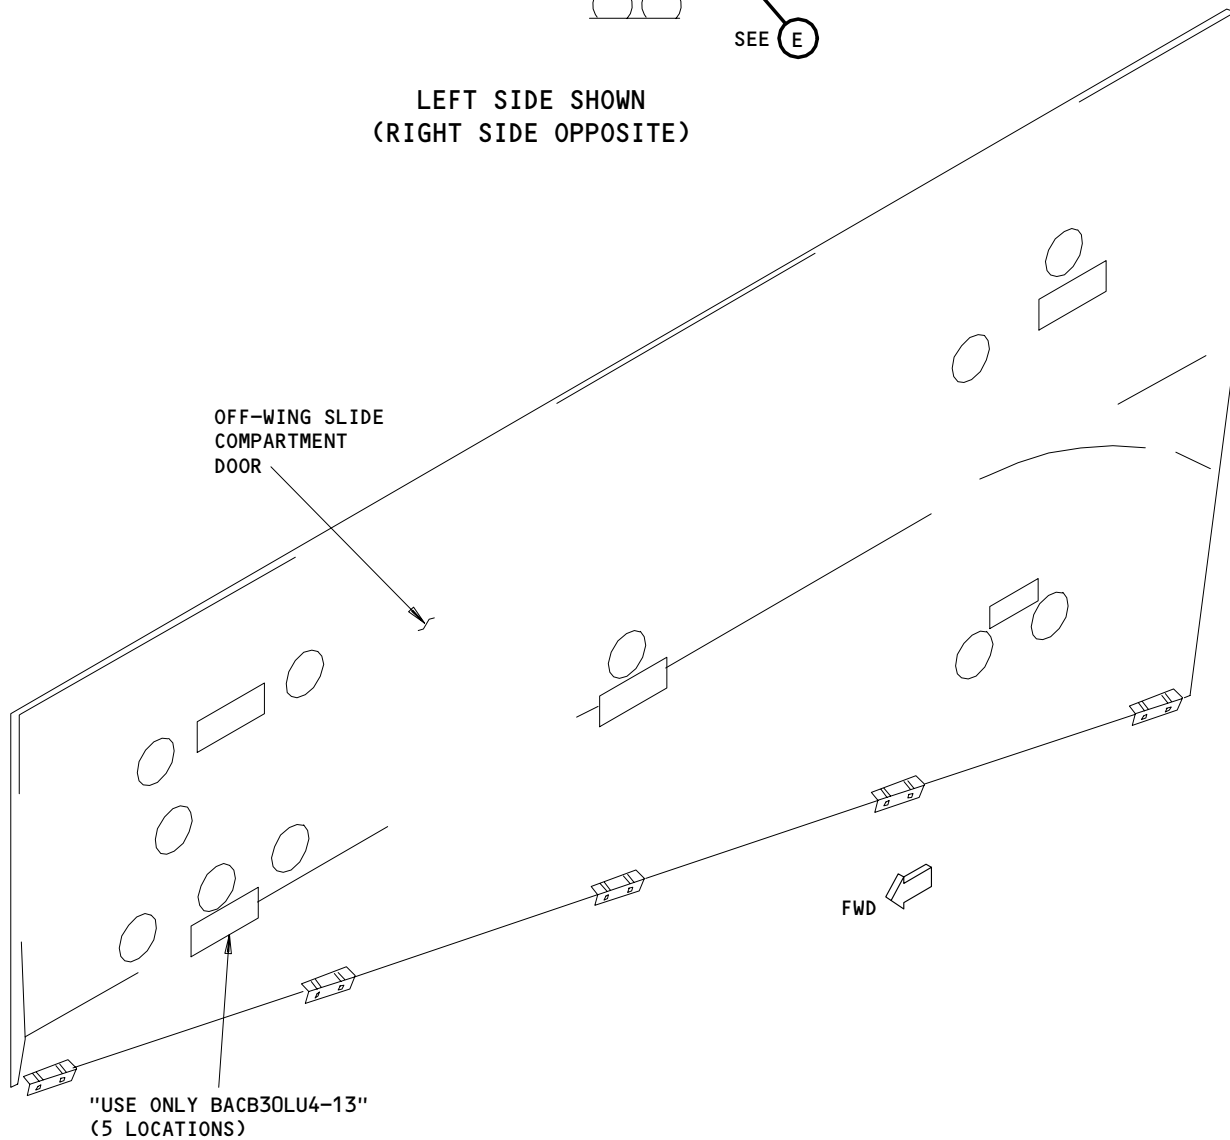 SEE E
LEFT SIDE SHOWN
(RIGHT SIDE OPPOSITE)
OFF-WING SLIDE
COMPARTMENT
DOOR
FWD
"USE ONLY BACB30LU4-13"
(5 LOCATIONS)